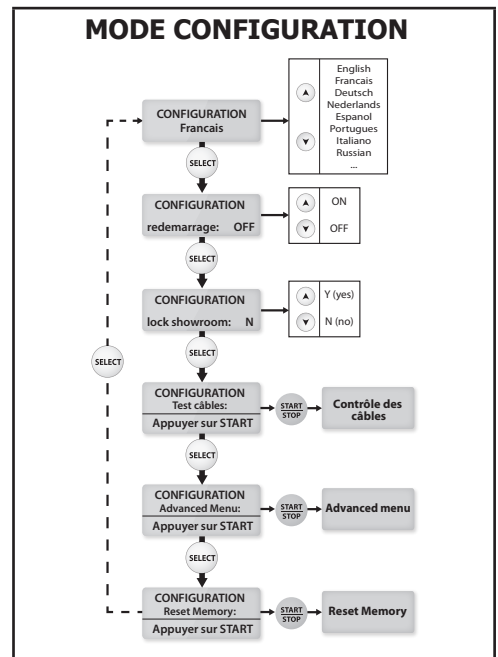 MODE CONFIGURATION
CONFIGURATION
Francais
English
Francais
Deutsch
Nederlands
Espanol
Portugues
Italiano
Russian
...
SELECT
CONFIGURATION
redemarrage: OFF
ON
OFF
SELECT
CONFIGURATION
lock showroom: N
Y (yes)
N (no)
SELECT
SELECT
CONFIGURATION
Test câbles:
Appuyer sur START
START
STOP
Contrôle des
câbles
SELECT
CONFIGURATION
Advanced Menu:
Appuyer sur START
START
STOP
Advanced menu
SELECT
CONFIGURATION
Reset Memory:
Appuyer sur START
START
STOP
Reset Memory